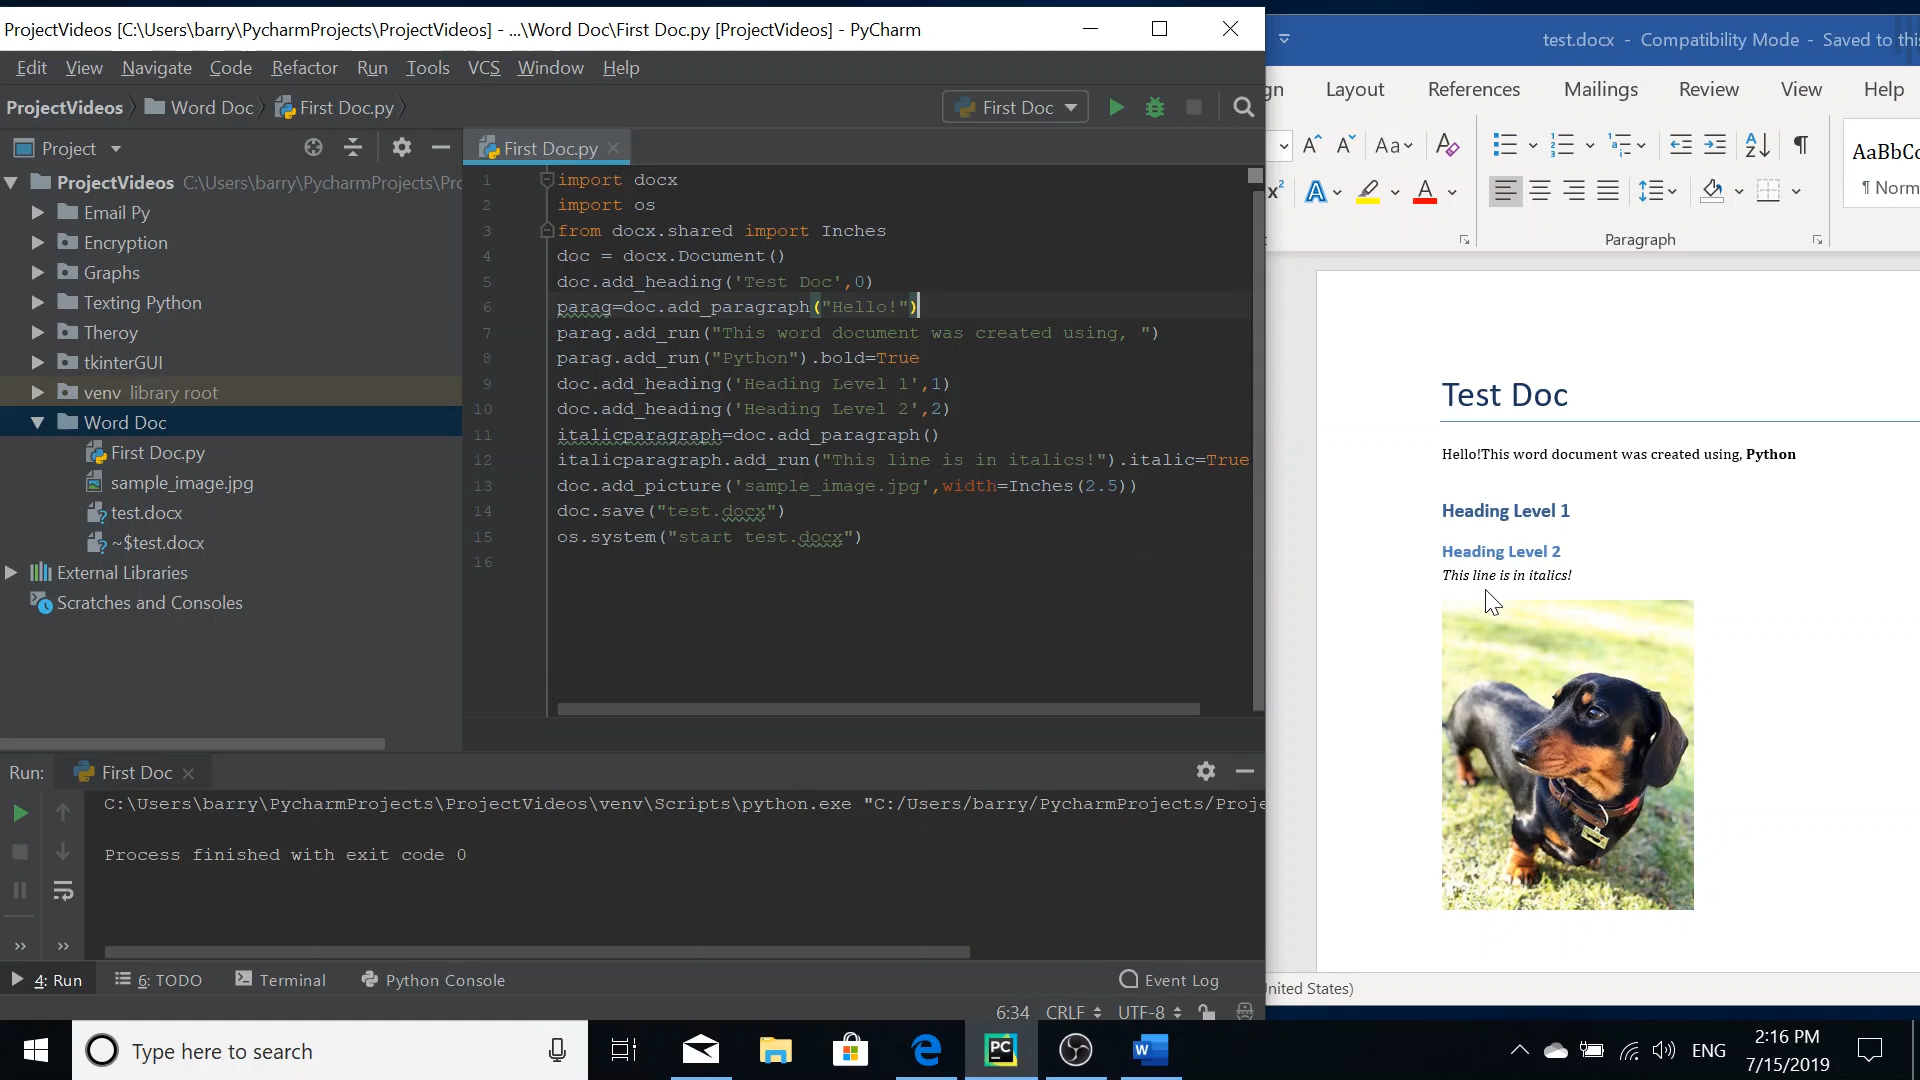 ProjectVideos [C:\Users\barry\PycharmProjects\ProjectVideos] - ...\Word Doc\First Doc.py [ProjectVideos] - PyCharm
Edit View Navigate Code Refactor Run Tools VCS Window Help
ProjectVideos Word Doc First Doc.py
First Doc
Project
First Doc.py
ProjectVideos C:\Users\barry\PycharmProjects\Pro
Email Py
Encryption
Graphs
Texting Python
Theroy
tkinterGUI
venv library root
Word Doc
First Doc.py
sample_image.jpg
test.docx
~$test.docx
External Libraries
Scratches and Consoles
1 import docx
2 import os
3 from docx.shared import Inches
4 doc = docx.Document()
5 doc.add_heading('Test Doc',0)
6 parag=doc.add_paragraph("Hello!")
7 parag.add_run("This word document was created using, ")
8 parag.add_run("Python").bold=True
9 doc.add_heading('Heading Level 1',1)
10 doc.add_heading('Heading Level 2',2)
11 italicparagraph=doc.add_paragraph()
12 italicparagraph.add_run("This line is in italics!").italic=True
13 doc.add_picture('sample_image.jpg',width=Inches(2.5))
14 doc.save("test.docx")
15 os.system("start test.docx")
16
Run: First Doc
C:\Users\barry\PycharmProjects\ProjectVideos\venv\Scripts\python.exe "C:/Users/barry/PycharmProjects/Proje
Process finished with exit code 0
4: Run 6: TODO Terminal Python Console Event Log
6:34 CRLF UTF-8
test.docx - Compatibility Mode - Saved to this
gn Layout References Mailings Review View Help
Aa
AaBbCc
x² A A
¶ Norm
Paragraph
Test Doc
Hello!This word document was created using, Python
Heading Level 1
Heading Level 2
This line is in italics!
nited States)
Type here to search
PC
W
ENG
2:16 PM
7/15/2019